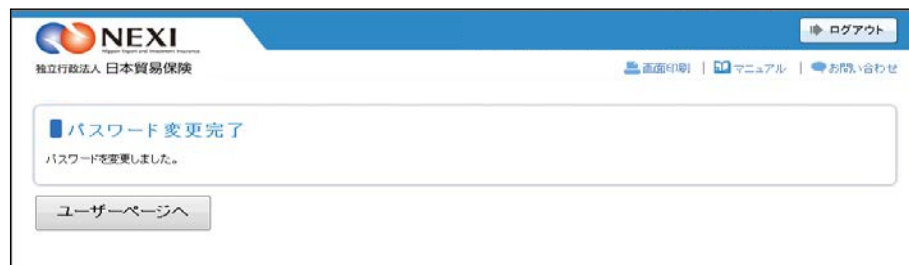 NEXI
Nippon Export and Investment Insurance
独立行政法人 日本貿易保険
ログアウト
画面印刷 | マニュアル | お問い合わせ
パスワード変更完了
パスワードを変更しました。
ユーザーページへ